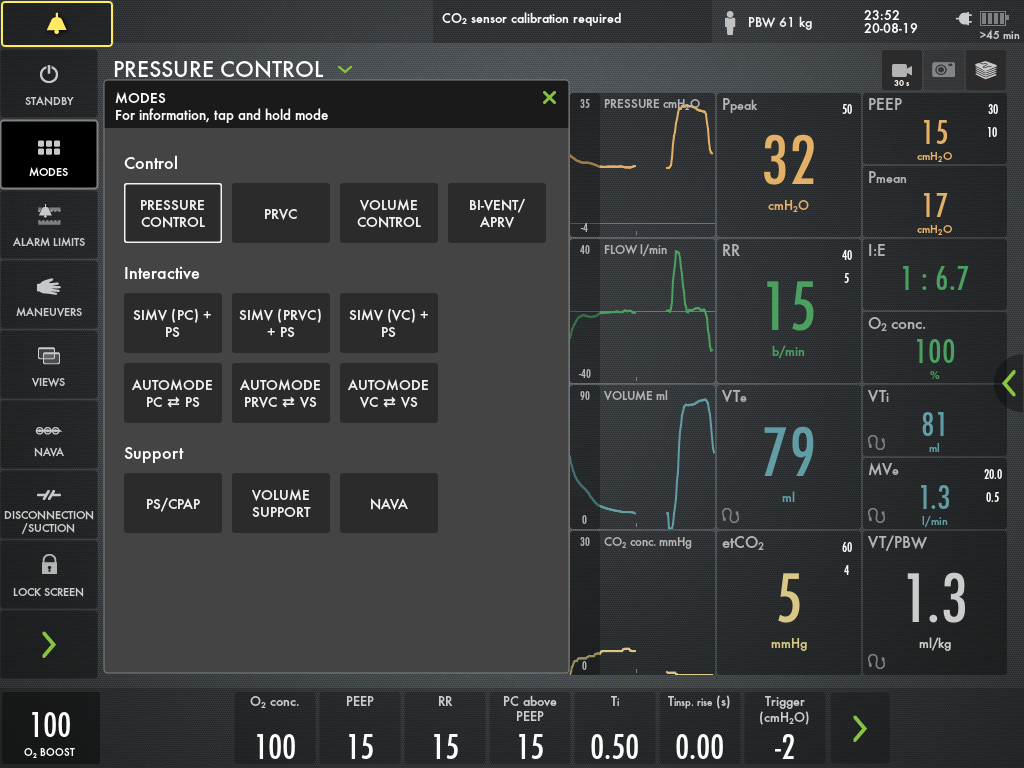 CO₂ sensor calibration required
PBW 61 kg
23:52
20-08-19
>45 min
STANDBY
MODES
ALARM LIMITS
MANEUVERS
VIEWS
NAVA
DISCONNECTION
/SUCTION
LOCK SCREEN
PRESSURE CONTROL
30 s
MODES
For information, tap and hold mode
Control
PRESSURE
CONTROL
PRVC
VOLUME
CONTROL
BI-VENT/
APRV
Interactive
SIMV (PC) +
PS
SIMV (PRVC)
+ PS
SIMV (VC) +
PS
AUTOMODE
PC ⇄ PS
AUTOMODE
PRVC ⇄ VS
AUTOMODE
VC ⇄ VS
Support
PS/CPAP
VOLUME
SUPPORT
NAVA
35
PRESSURE cmH₂O
-4
40
FLOW l/min
-40
90
VOLUME ml
0
30
CO₂ conc. mmHg
0
Ppeak
50
32
cmH₂O
PEEP
30
15
10
cmH₂O
Pmean
17
cmH₂O
RR
40
5
15
b/min
I:E
1 : 6.7
O₂ conc.
100
%
VTe
79
ml
VTi
81
ml
MVe
20.0
1.3
0.5
l/min
etCO₂
60
4
5
mmHg
VT/PBW
1.3
ml/kg
100
O₂ BOOST
O₂ conc.
100
PEEP
15
RR
15
PC above
PEEP
15
Ti
0.50
Tinsp. rise (s)
0.00
Trigger
(cmH₂O)
-2